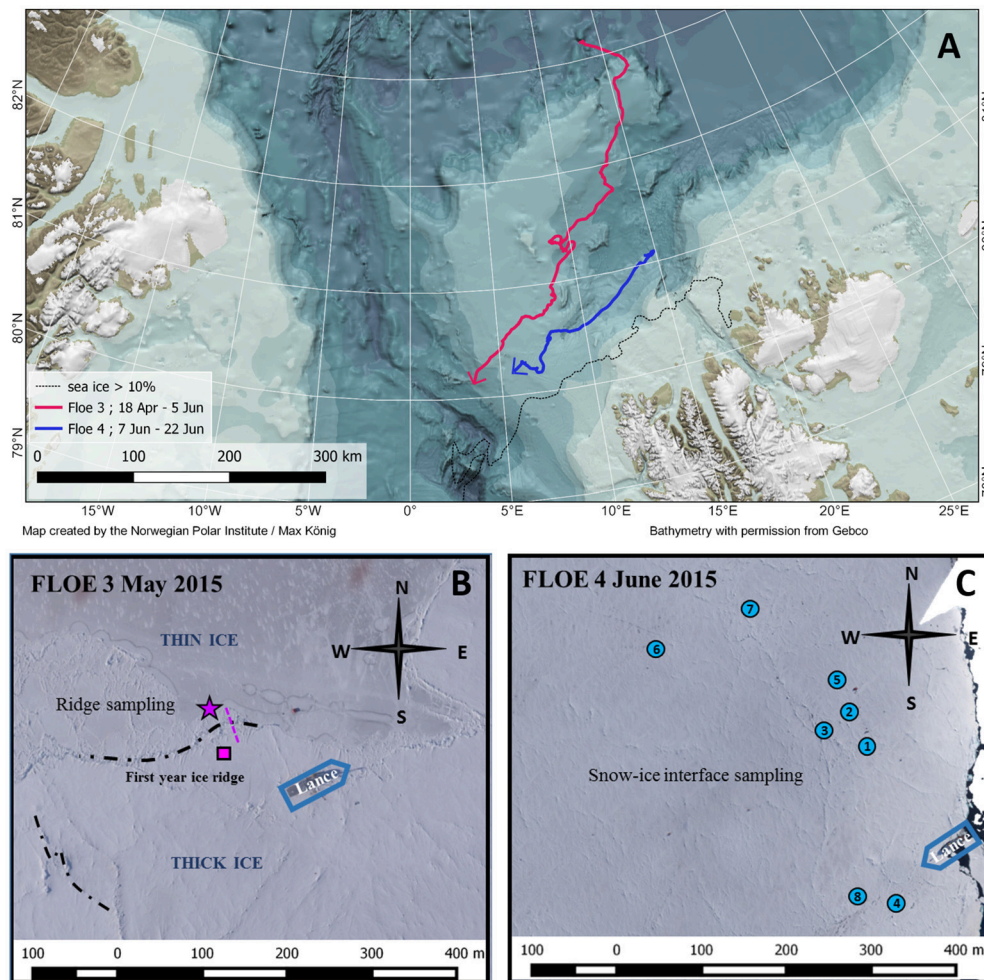 A
82°N
81°N
80°N
79°N
sea ice > 10%
Floe 3 ; 18 Apr - 5 Jun
Floe 4 ; 7 Jun - 22 Jun
0 100 200 300 km
15°W 10°W 5°W 0° 5°E 10°E 15°E 20°E 25°E
Map created by the Norwegian Polar Institute / Max König
Bathymetry with permission from Gebco
FLOE 3 May 2015
B
N
THIN ICE
W
E
Ridge sampling
S
First year ice ridge
Lance
THICK ICE
100 0 100 200 300 400 m
FLOE 4 June 2015
C
N
7
W
E
6
5
S
2
3
1
Snow-ice interface sampling
Lance
8
4
100 0 100 200 300 400 m